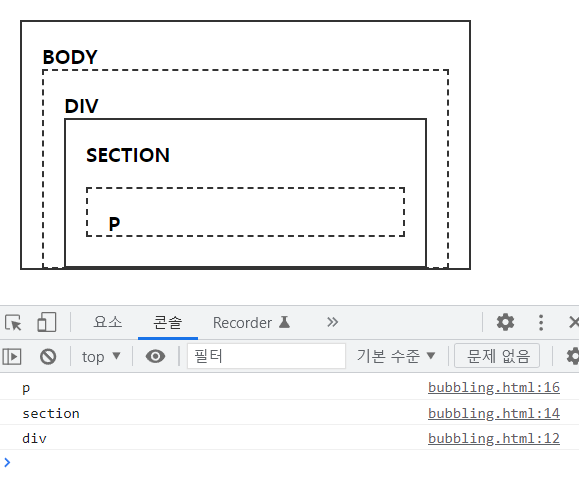 BODY
DIV
SECTION
P
요소 콘솔 Recorder
top 필터 기본 수준 문제 없음
p bubbling.html:16
section bubbling.html:14
div bubbling.html:12